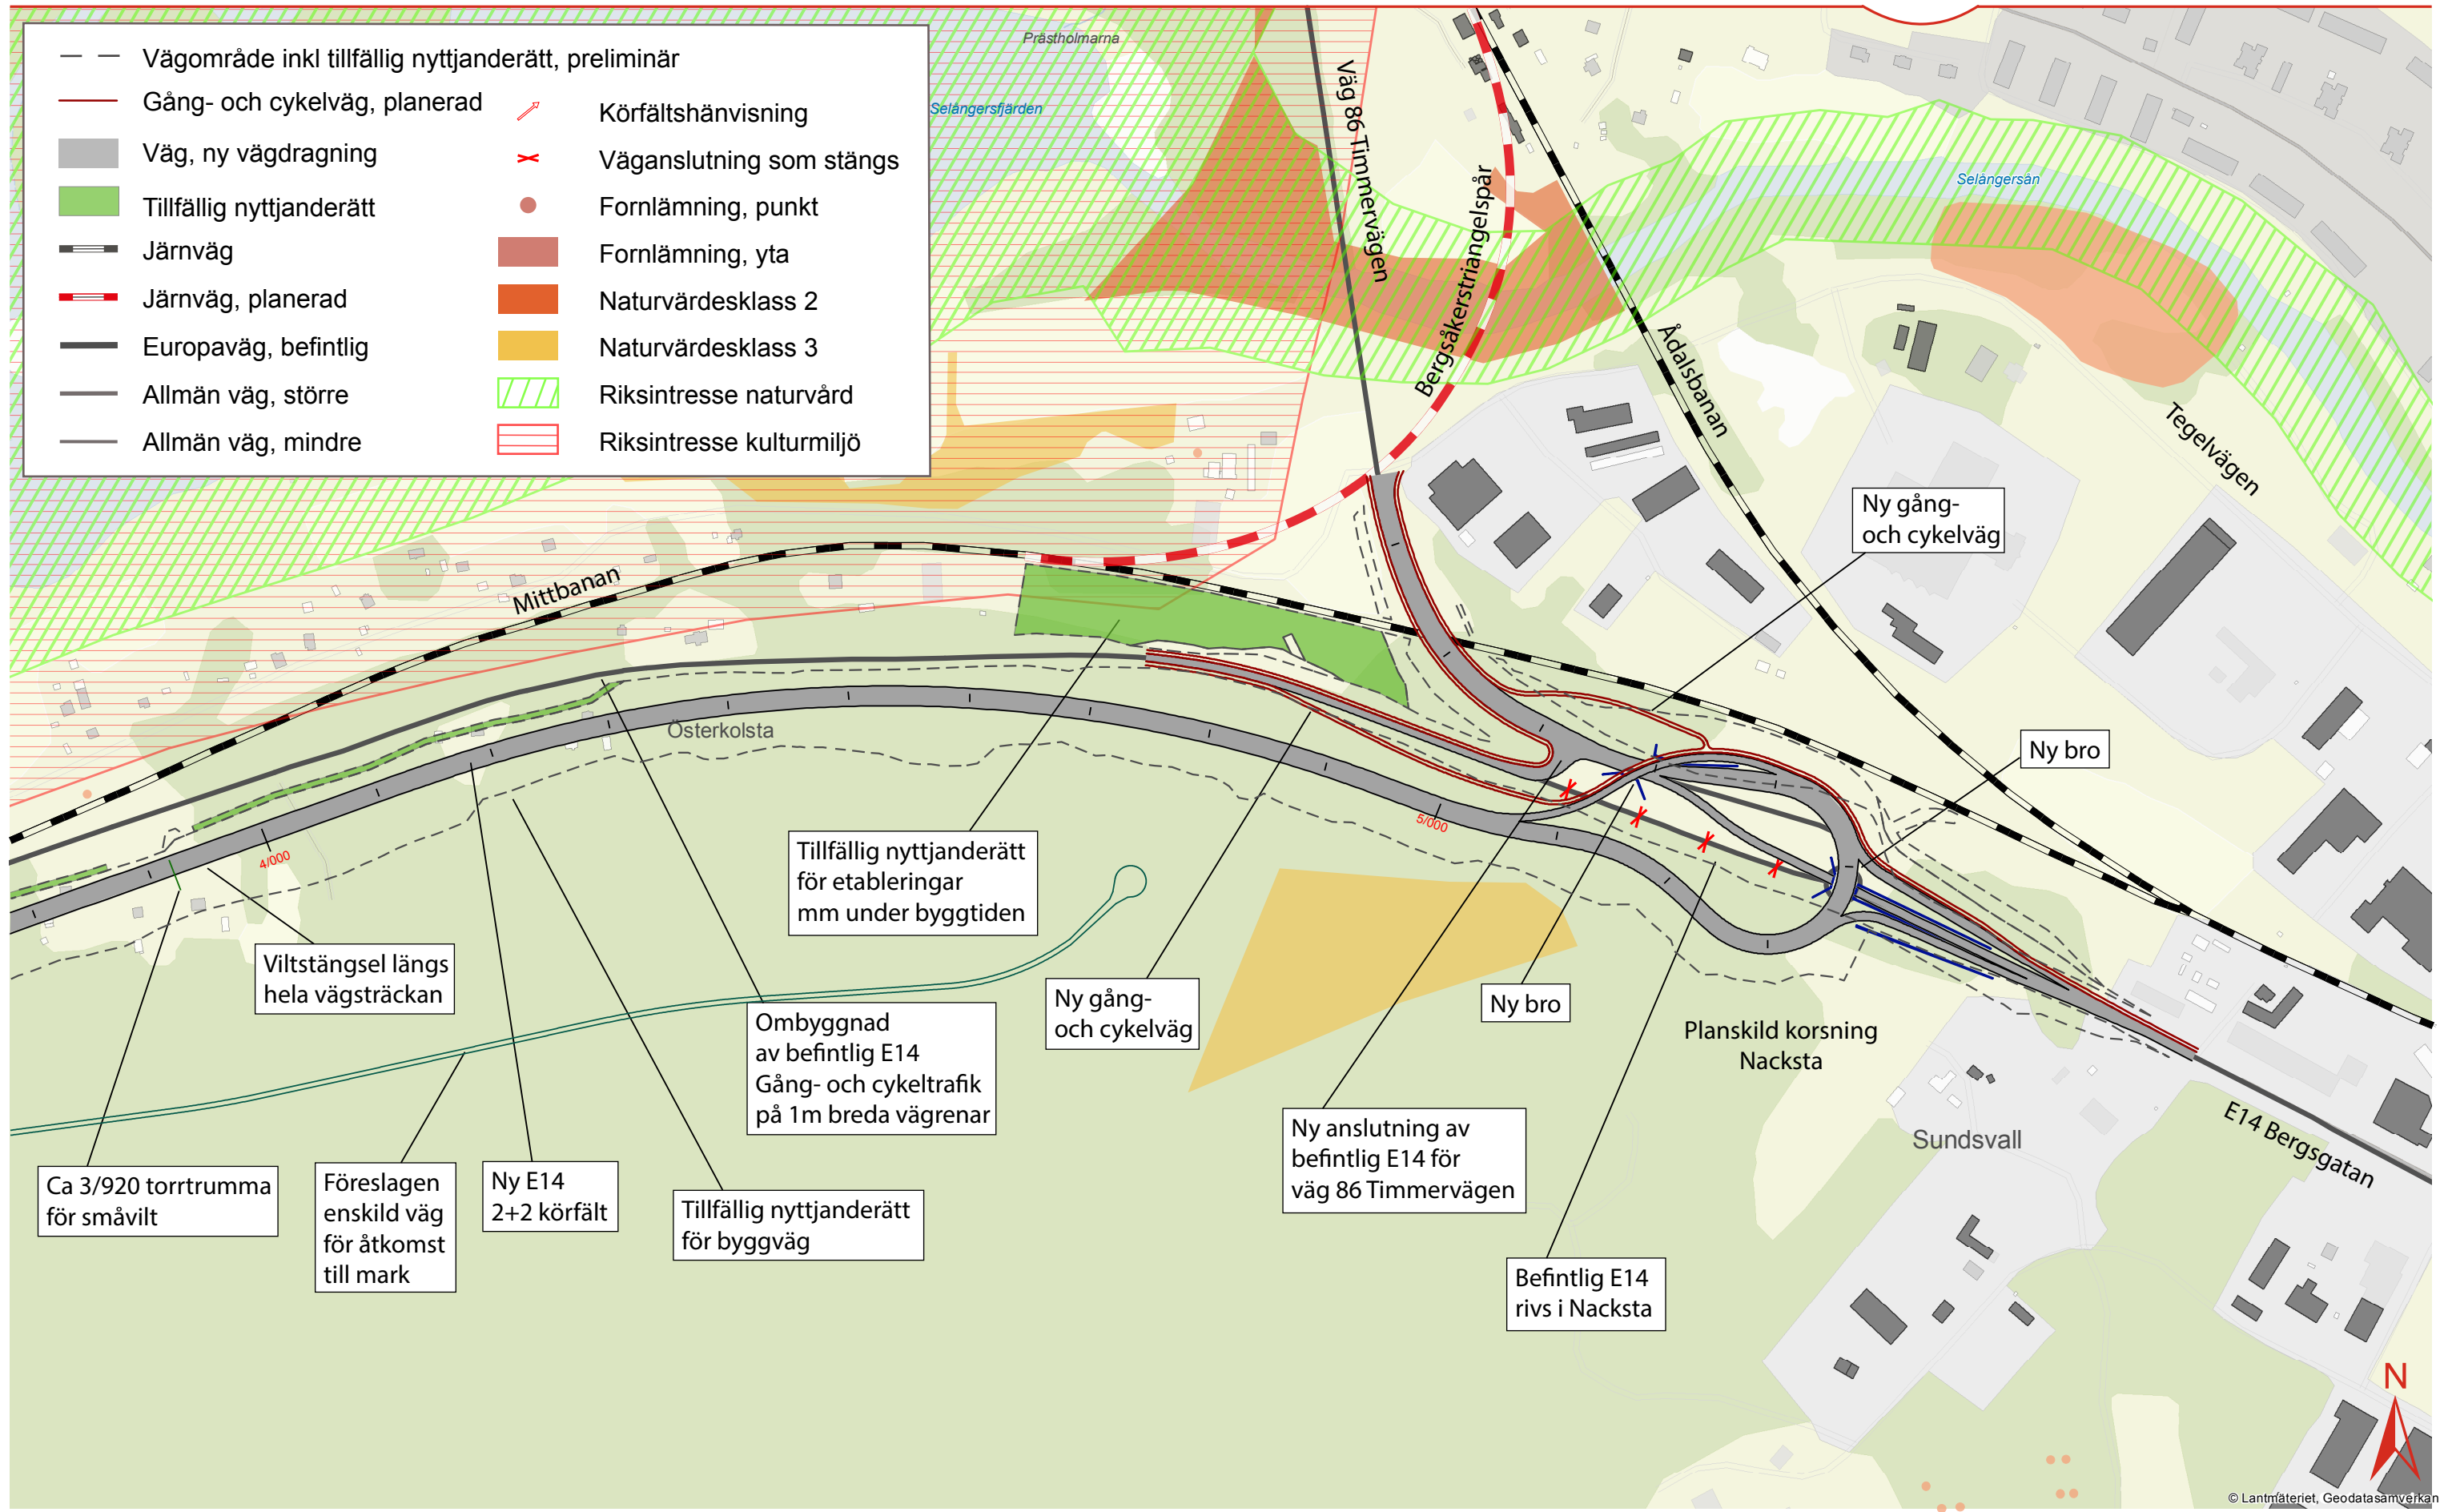 Vägområde inkl tillfällig nyttjanderätt, preliminär
Gång- och cykelväg, planerad
Väg, ny vägdragning
Tillfällig nyttjanderätt
Järnväg
Järnväg, planerad
Europaväg, befintlig
Allmän väg, större
Allmän väg, mindre
Körfältshänvisning
Väganslutning som stängs
Fornlämning, punkt
Fornlämning, yta
Naturvärdesklass 2
Naturvärdesklass 3
Riksintresse naturvård
Riksintresse kulturmiljö
Prästholmarna
Selångersfjärden
Väg 86 Timmervägen
Bergsåkerstriangelspår
Ådalsbanan
Selångersån
Tegelvägen
Ny gång-
och cykelväg
Mittbanan
Österkolsta
Ny bro
4/000
5/000
Tillfällig nyttjanderätt
för etableringar
mm under byggtiden
Viltstängsel längs
hela vägsträckan
Ombyggnad
av befintlig E14
Gång- och cykeltrafik
på 1m breda vägrenar
Ny gång-
och cykelväg
Ny bro
Planskild korsning
Nacksta
Ny anslutning av
befintlig E14 för
väg 86 Timmervägen
Sundsvall
E14 Bergsgatan
Ca 3/920 torrtrumma
för småvilt
Föreslagen
enskild väg
för åtkomst
till mark
Ny E14
2+2 körfält
Tillfällig nyttjanderätt
för byggväg
Befintlig E14
rivs i Nacksta
N
© Lantmäteriet, Geodatasamverkan